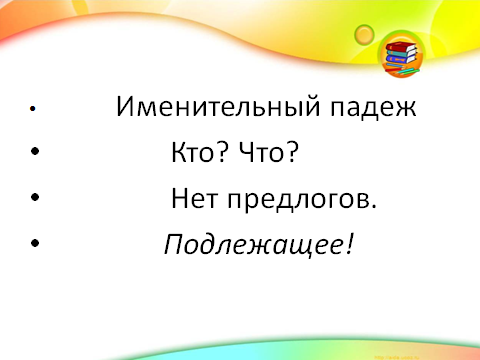 • Именительный падеж
• Кто? Что?
• Нет предлогов.
• Подлежащее!